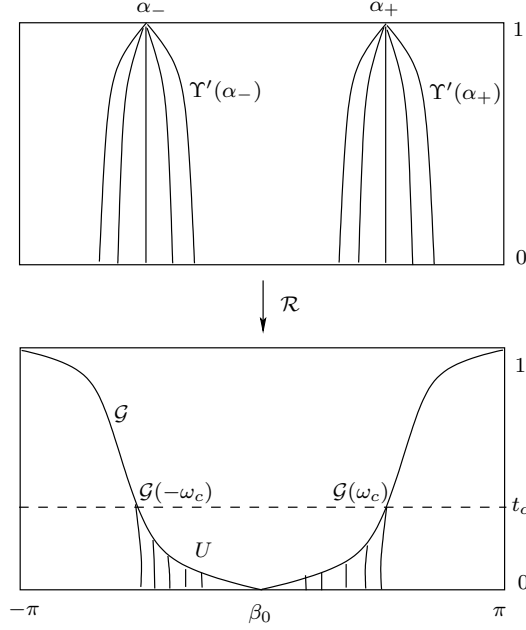 α₋ α₊
1
Υ′(α₋) Υ′(α₊)
0
ℛ
1
𝒢
𝒢(−ω_c) 𝒢(ω_c)
t_c
U
0
−π β₀ π